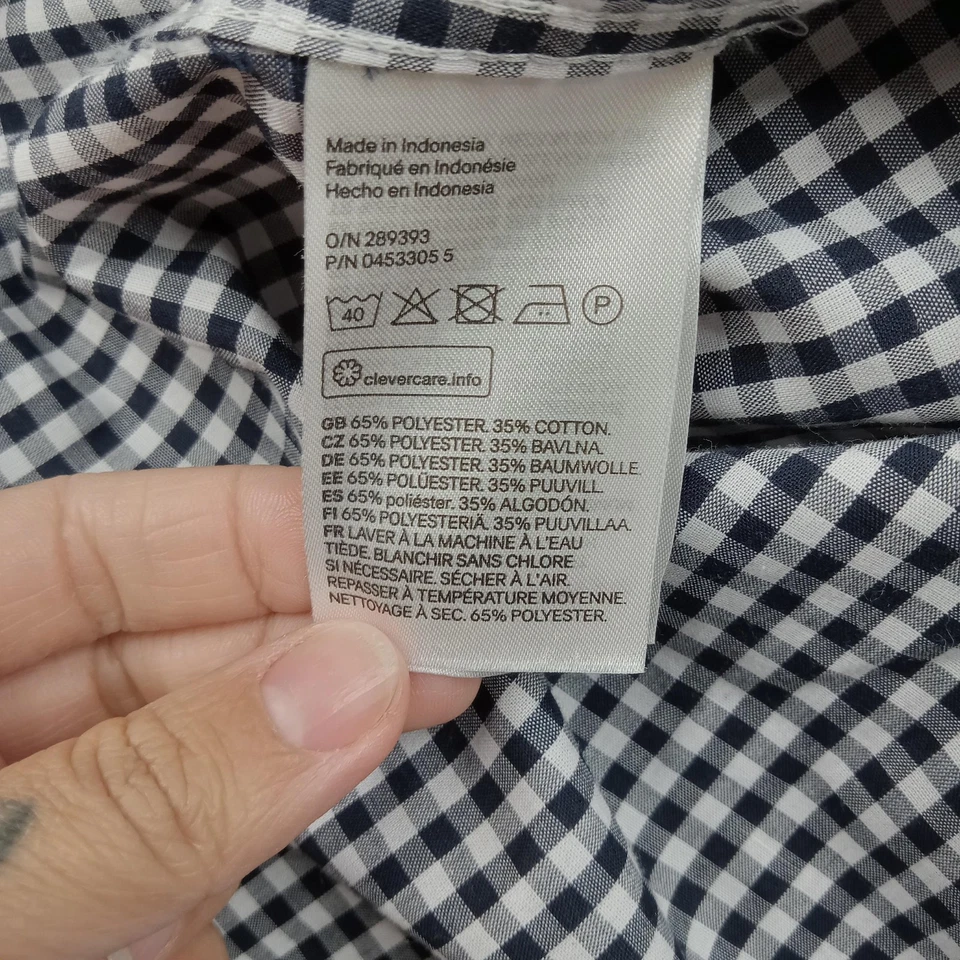 Made in Indonesia
Fabriqué en Indonésie
Hecho en Indonesia
O/N 289393
P/N 0453305 5
40 P
clevercare.info
GB 65% POLYESTER. 35% COTTON.
CZ 65% POLYESTER. 35% BAVLNA.
DE 65% POLYESTER. 35% BAUMWOLLE.
EE 65% POLÜESTER. 35% PUUVILL.
ES 65% poliéster. 35% ALGODÓN.
FI 65% POLYESTERIÄ. 35% PUUVILLAA.
FR LAVER À LA MACHINE À L'EAU
TIÈDE. BLANCHIR SANS CHLORE
SI NÉCESSAIRE. SÉCHER À L'AIR.
REPASSER À TEMPÉRATURE MOYENNE.
NETTOYAGE À SEC. 65% POLYESTER.